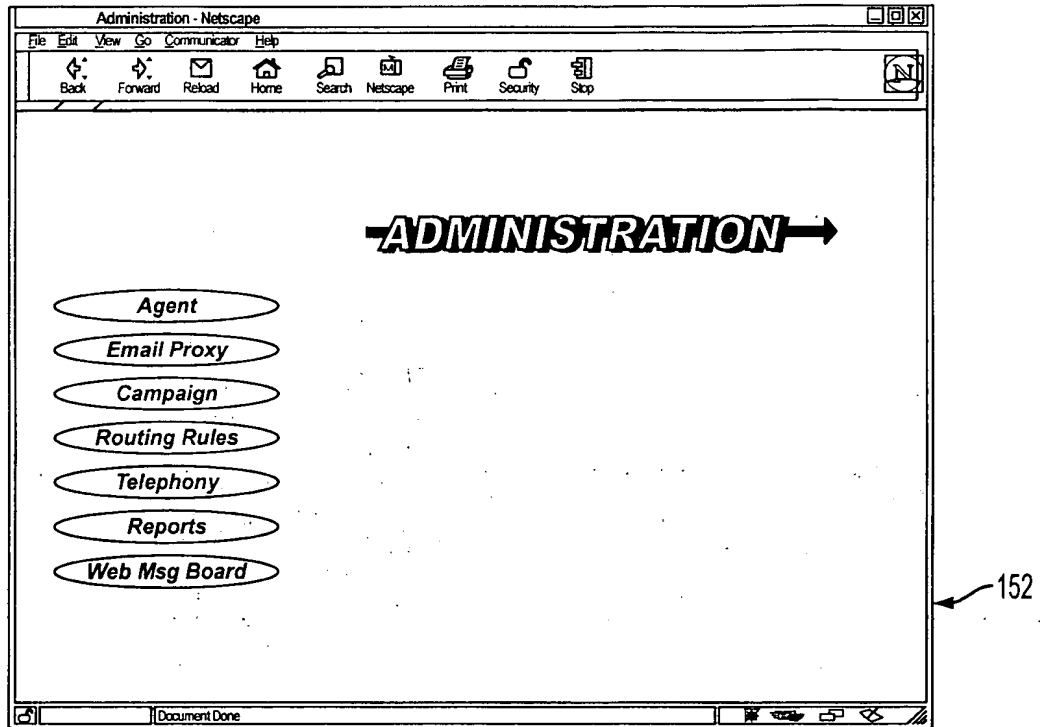 Administration - Netscape
File Edit View Go Communicator Help
Back Forward Reload Home Search Netscape Print Security Stop
N
ADMINISTRATION
Agent
Email Proxy
Campaign
Routing Rules
Telephony
Reports
Web Msg Board
152
Document Done